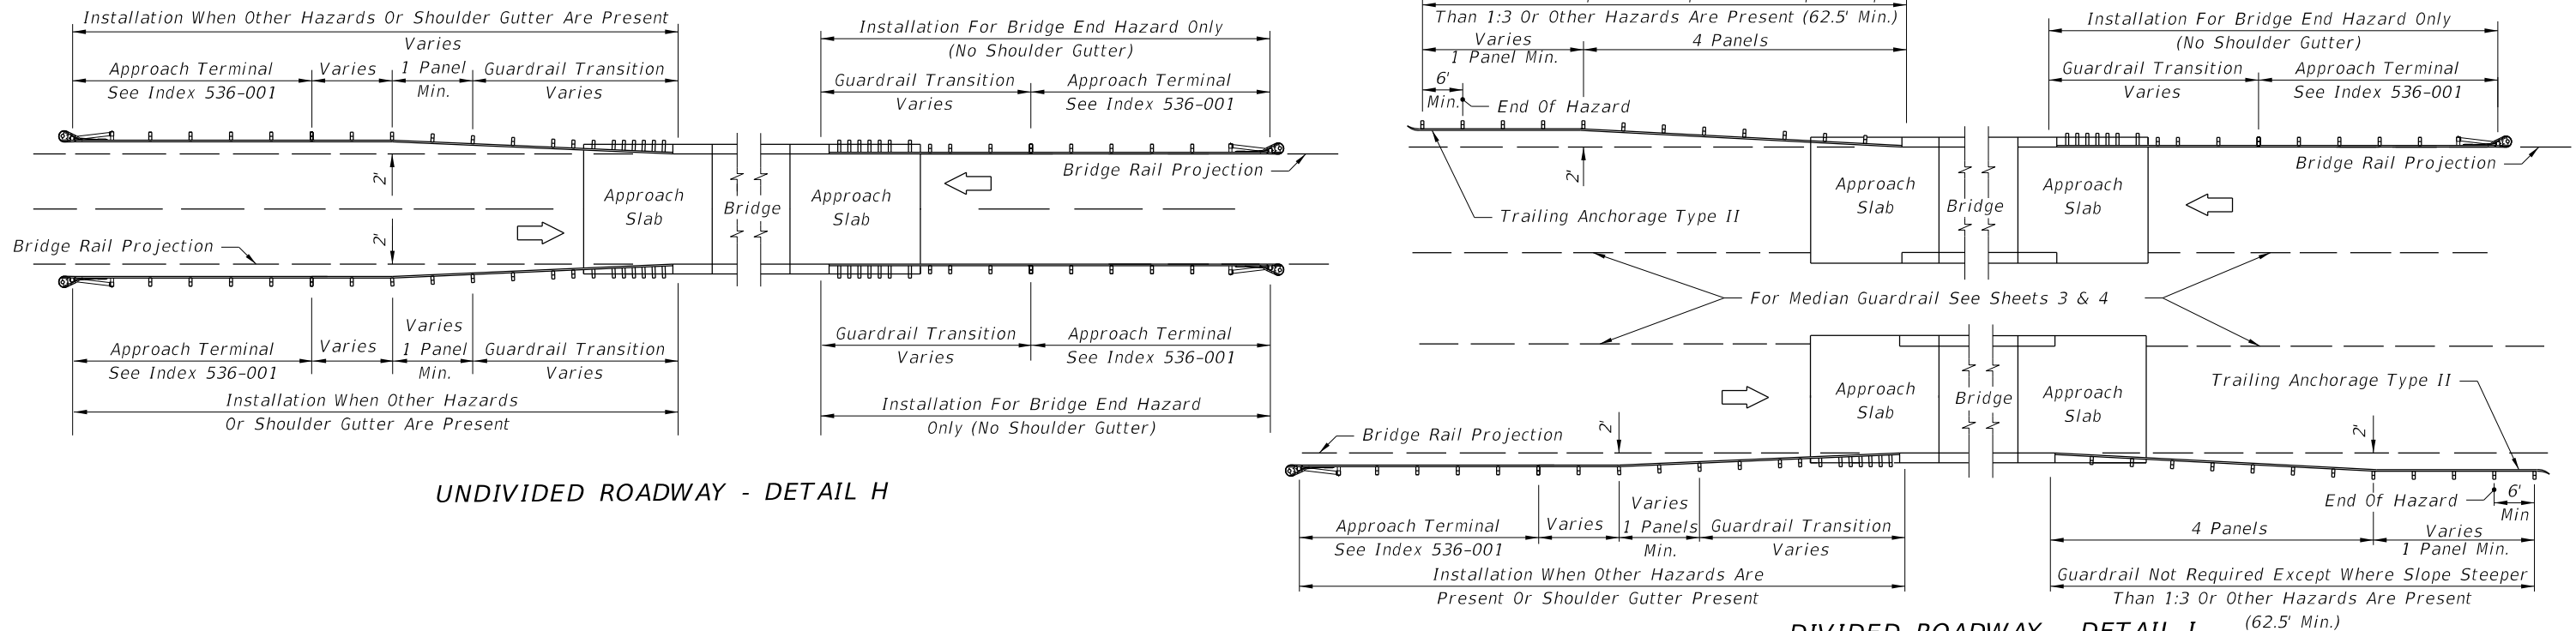 Installation When Other Hazards Or Shoulder Gutter Are Present
Varies
Approach Terminal
Varies
1 Panel
Guardrail Transition
See Index 536-001
Min.
Varies
Installation For Bridge End Hazard Only
(No Shoulder Gutter)
Guardrail Transition
Approach Terminal
Varies
See Index 536-001
2'
2'
Bridge Rail Projection
Approach
Slab
Bridge
Approach
Slab
Bridge Rail Projection
Varies
Approach Terminal
Varies
1 Panel
Guardrail Transition
See Index 536-001
Min.
Varies
Installation When Other Hazards
Or Shoulder Gutter Are Present
Guardrail Transition
Approach Terminal
Varies
See Index 536-001
Installation For Bridge End Hazard
Only (No Shoulder Gutter)
UNDIVIDED ROADWAY - DETAIL H
Than 1:3 Or Other Hazards Are Present (62.5' Min.)
Varies
4 Panels
1 Panel Min.
6'
Min.
End Of Hazard
Trailing Anchorage Type II
2'
Installation For Bridge End Hazard Only
(No Shoulder Gutter)
Guardrail Transition
Approach Terminal
Varies
See Index 536-001
Bridge Rail Projection
Approach
Slab
Bridge
Approach
Slab
For Median Guardrail See Sheets 3 & 4
Approach
Slab
Bridge
Approach
Slab
Trailing Anchorage Type II
Bridge Rail Projection
2'
2'
End Of Hazard
6'
Min
Varies
Approach Terminal
Varies
1 Panels
Guardrail Transition
See Index 536-001
Min.
Varies
Installation When Other Hazards Are
Present Or Shoulder Gutter Present
4 Panels
Varies
1 Panel Min.
Guardrail Not Required Except Where Slope Steeper
Than 1:3 Or Other Hazards Are Present
(62.5' Min.)
DIVIDED ROADWAY - DETAIL I